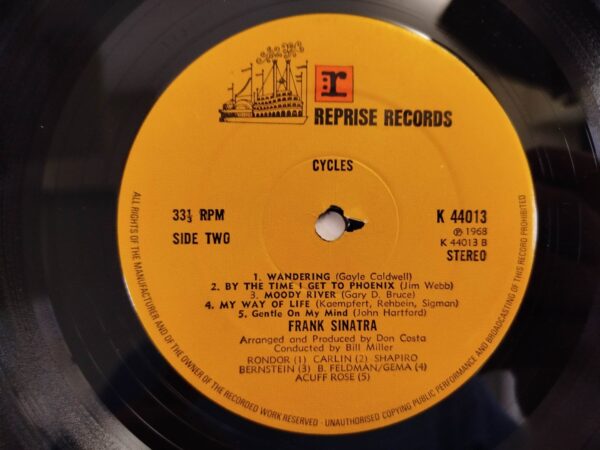 r
REPRISE RECORDS
CYCLES
33⅓ RPM
SIDE TWO
K 44013
℗ 1968
K 44013 B
STEREO
1. WANDERING (Gayle Caldwell)
2. BY THE TIME I GET TO PHOENIX (Jim Webb)
3. MOODY RIVER (Gary D. Bruce)
4. MY WAY OF LIFE (Kaempfert, Rehbein, Sigman)
5. Gentle On My Mind (John Hartford)
FRANK SINATRA
Arranged and Produced by Don Costa
Conducted by Bill Miller
RONDOR (1) CARLIN (2) SHAPIRO
BERNSTEIN (3) B. FELDMAN/GEMA (4)
ACUFF ROSE (5)
ALL RIGHTS OF THE MANUFACTURER AND OF THE OWNER OF THE RECORDED WORK RESERVED - UNAUTHORISED COPYING PUBLIC PERFORMANCE AND BROADCASTING OF THIS RECORD PROHIBITED